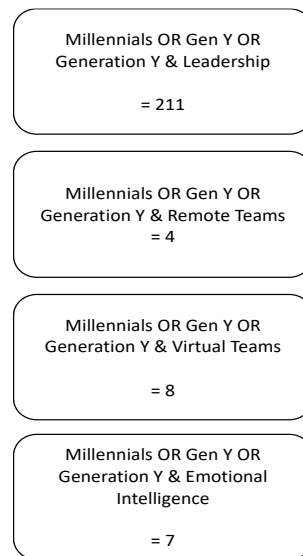 Millennials OR Gen Y OR
Generation Y & Leadership
= 211
Millennials OR Gen Y OR
Generation Y & Remote Teams
= 4
Millennials OR Gen Y OR
Generation Y & Virtual Teams
= 8
Millennials OR Gen Y OR
Generation Y & Emotional
Intelligence
= 7